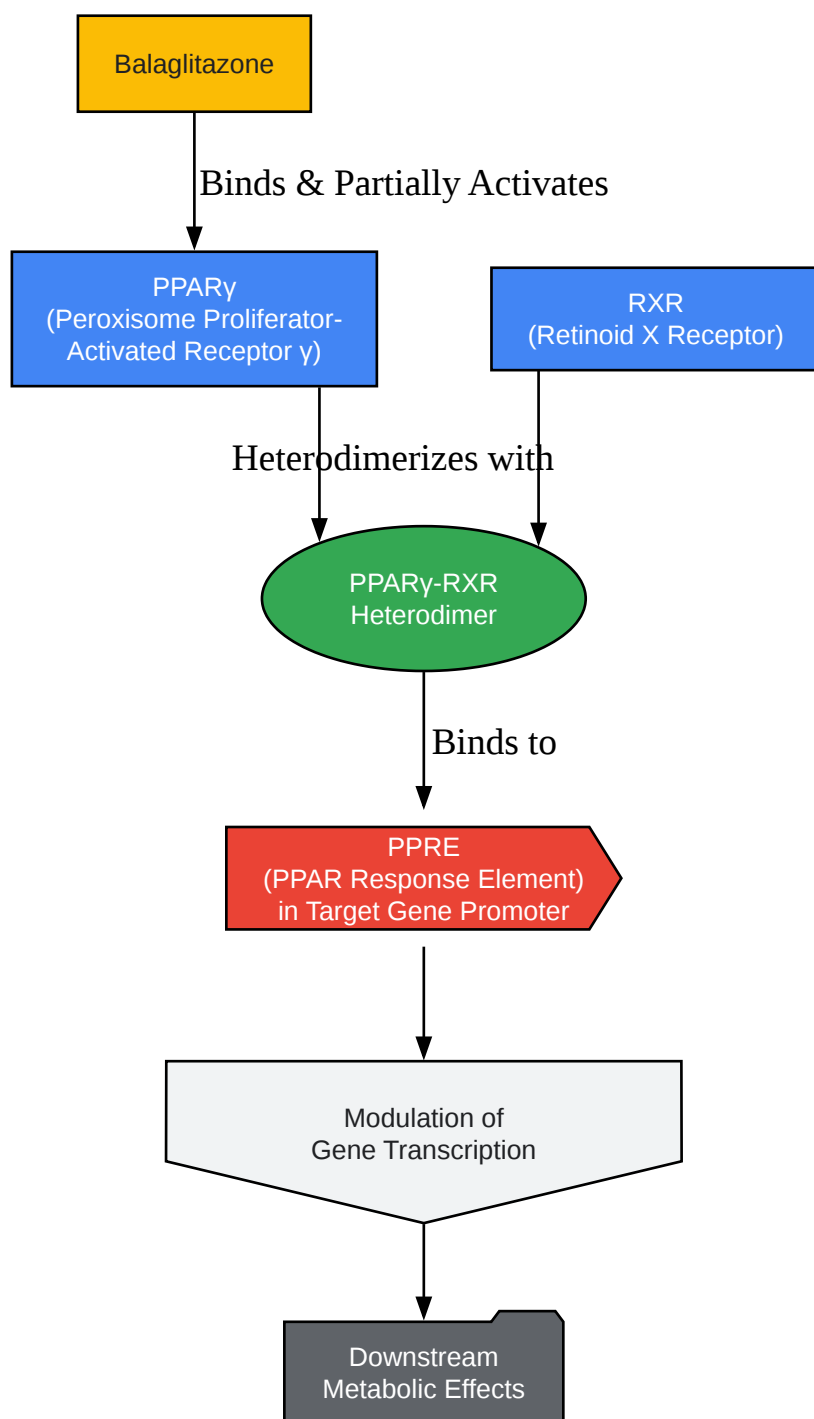 Balaglitazone
Binds & Partially Activates
PPARγ
(Peroxisome Proliferator-
Activated Receptor γ)
RXR
(Retinoid X Receptor)
Heterodimerizes with
PPARγ-RXR
Heterodimer
Binds to
PPRE
(PPAR Response Element)
in Target Gene Promoter
Modulation of
Gene Transcription
Downstream
Metabolic Effects